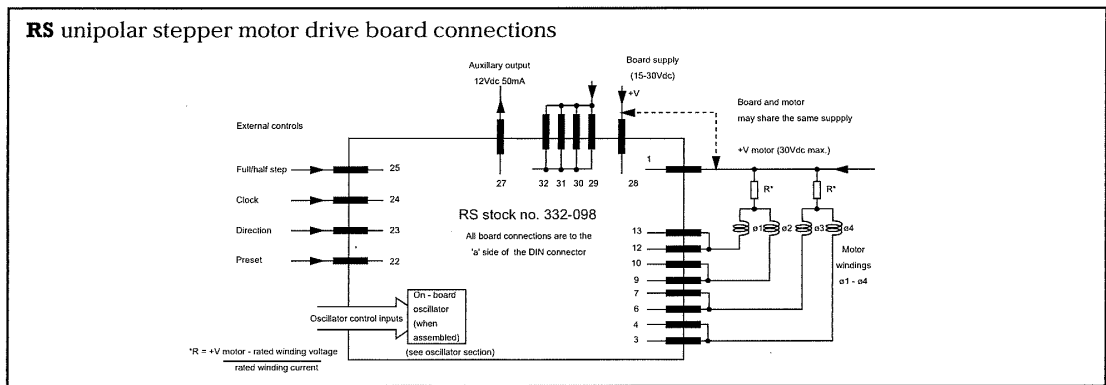 RS unipolar stepper motor drive board connections
Auxillary output
12Vdc 50mA
Board supply
(15-30Vdc)
+V
Board and motor
may share the same suppply
+V motor (30Vdc max.)
External controls
Full/half step
25
Clock
24
Direction
23
Preset
22
27
32
31
30
29
28
1
R*
R*
RS stock no. 332-098
All board connections are to the
'a' side of the DIN connector
13
12
10
9
7
6
4
3
ø1
ø2
ø3
ø4
Motor
windings
ø1 - ø4
Oscillator control inputs
On - board
oscillator
(when
assembled)
(see oscillator section)
*R = +V motor - rated winding voltage
rated winding current